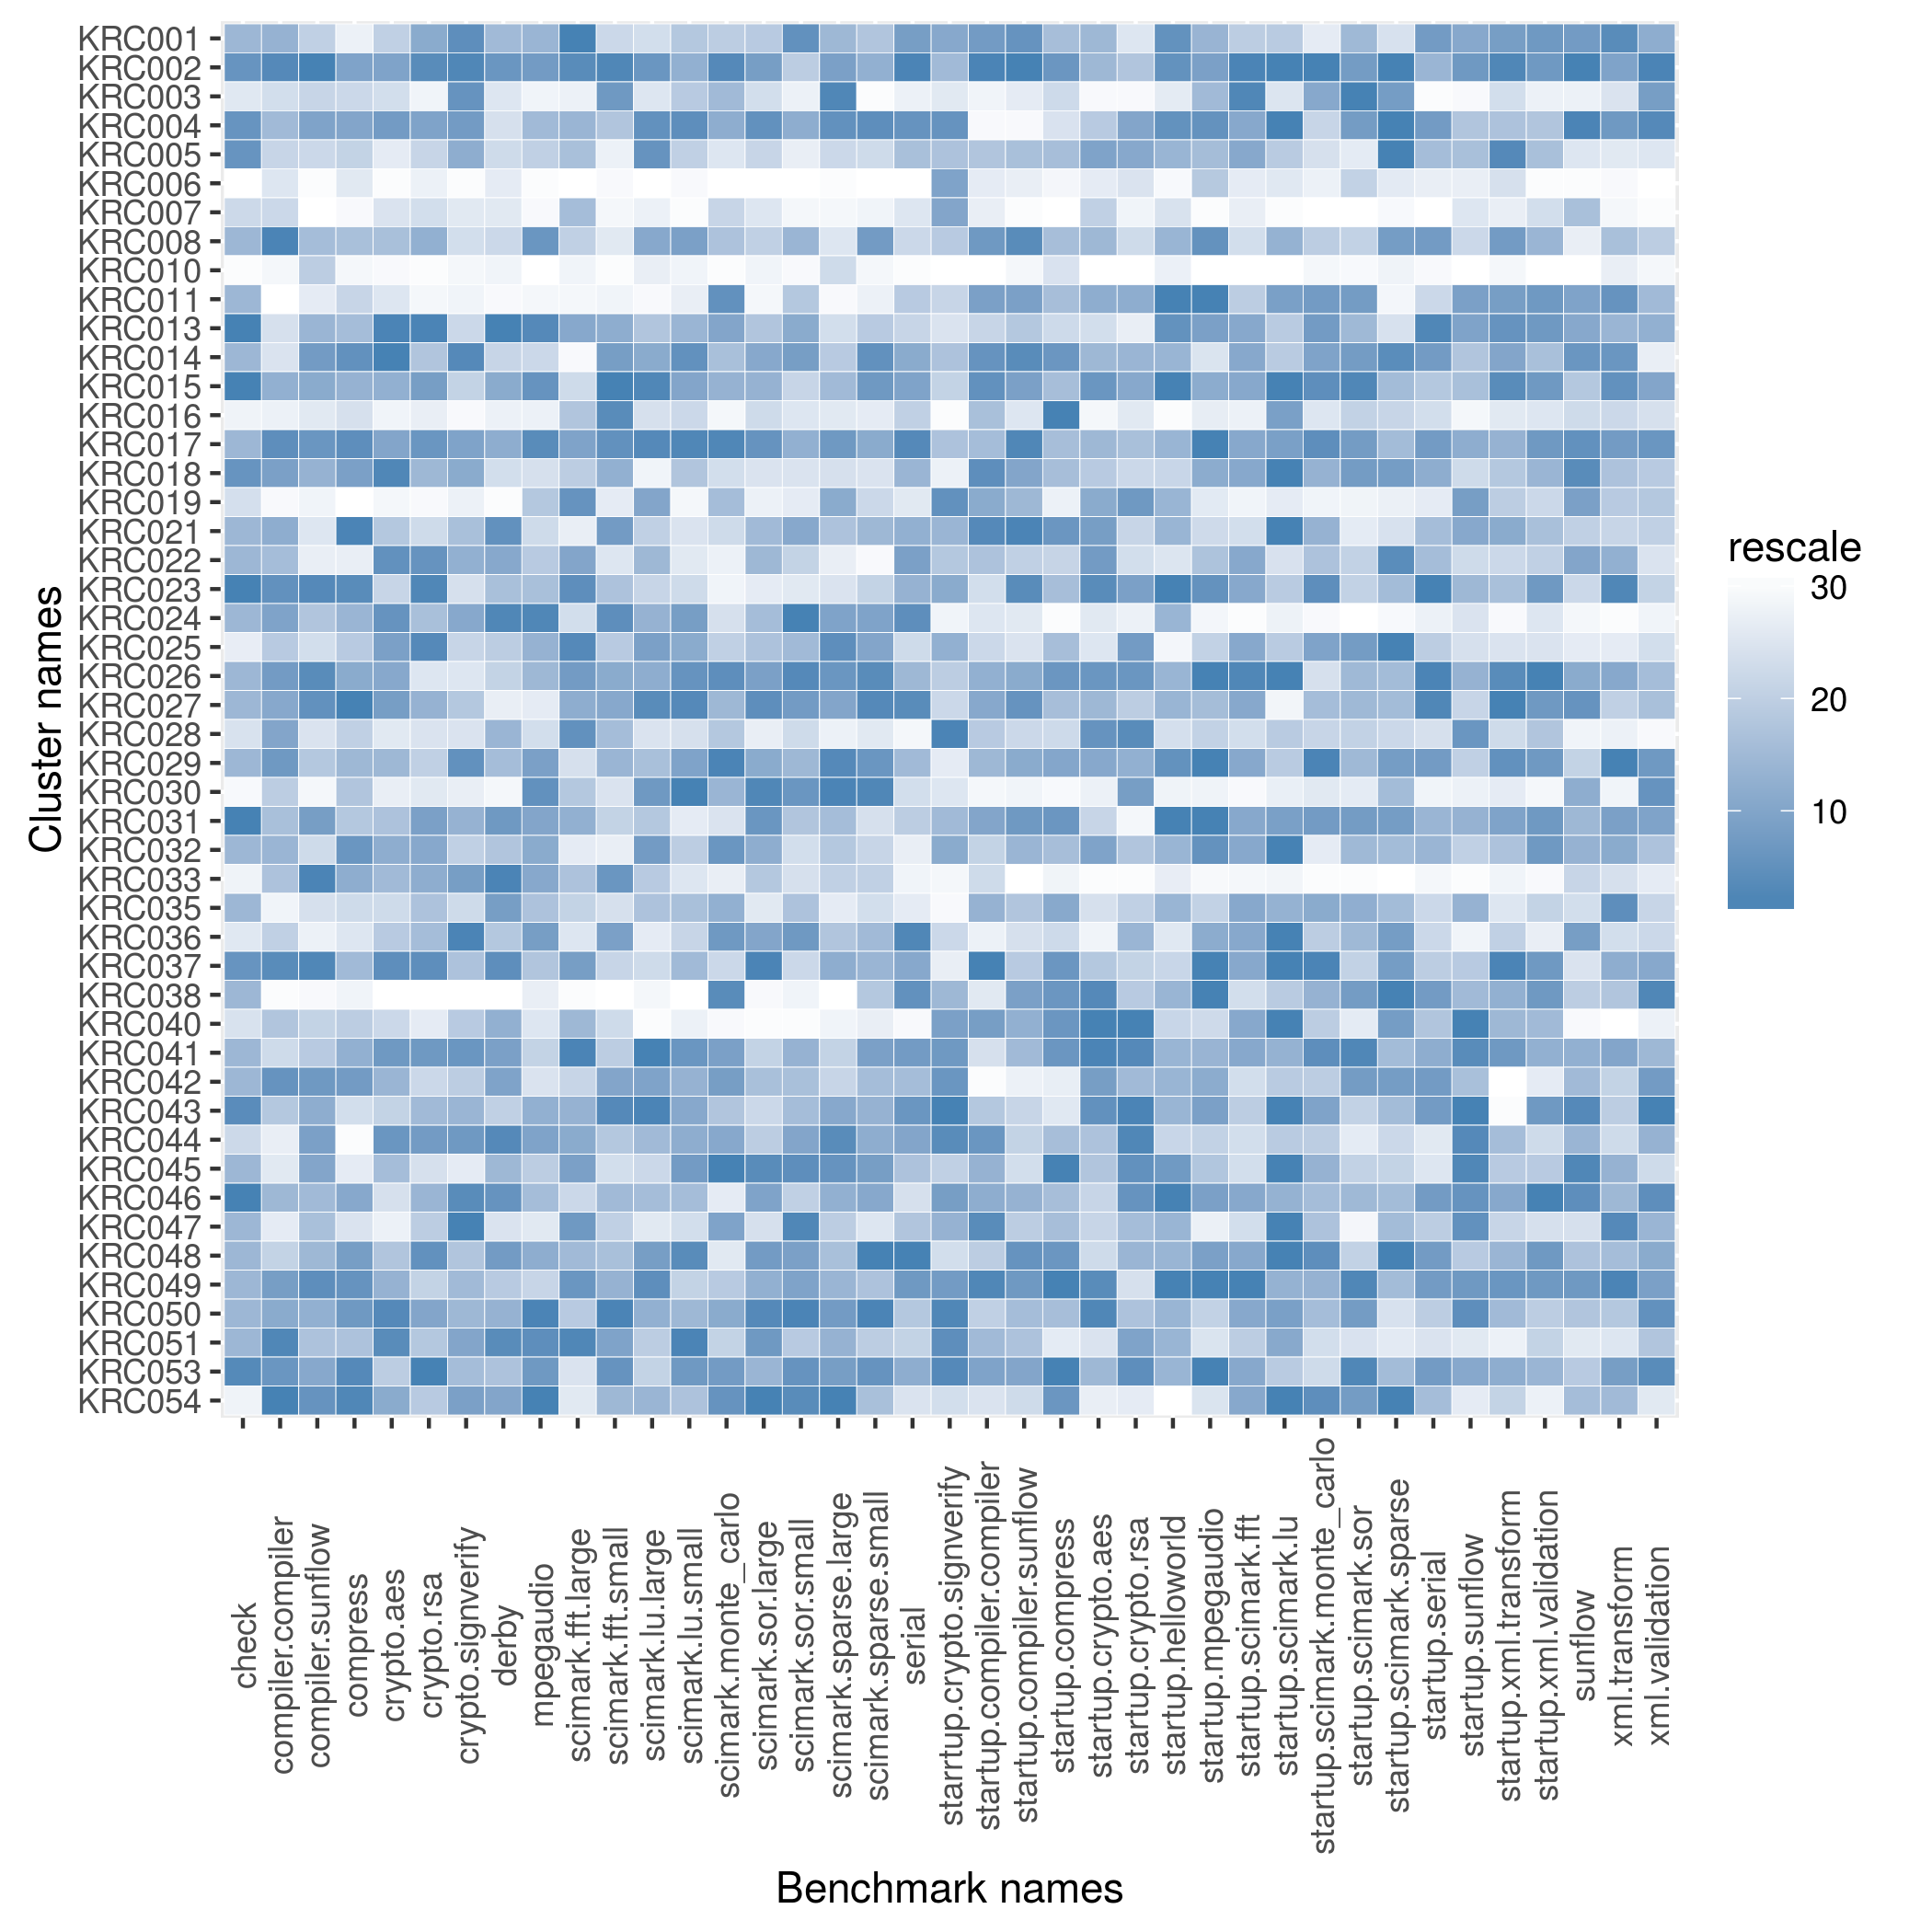 KRC001
KRC002
KRC003
KRC004
KRC005
KRC006
KRC007
KRC008
KRC010
KRC011
KRC013
KRC014
KRC015
KRC016
KRC017
KRC018
KRC019
KRC021
KRC022
KRC023
KRC024
KRC025
KRC026
KRC027
KRC028
KRC029
KRC030
KRC031
KRC032
KRC033
KRC035
KRC036
KRC037
KRC038
KRC040
KRC041
KRC042
KRC043
KRC044
KRC045
KRC046
KRC047
KRC048
KRC049
KRC050
KRC051
KRC053
KRC054
Cluster names
check
compiler.compiler
compiler.sunflow
compress
crypto.aes
crypto.rsa
crypto.signverify
derby
mpegaudio
scimark.fft.large
scimark.fft.small
scimark.lu.large
scimark.lu.small
scimark.monte_carlo
scimark.sor.large
scimark.sor.small
scimark.sparse.large
scimark.sparse.small
serial
starrtup.crypto.signverify
startup.compiler.compiler
startup.compiler.sunflow
startup.compress
startup.crypto.aes
startup.crypto.rsa
startup.helloworld
startup.mpegaudio
startup.scimark.fft
startup.scimark.lu
startup.scimark.monte_carlo
startup.scimark.sor
startup.scimark.sparse
startup.serial
startup.sunflow
startup.xml.transform
startup.xml.validation
sunflow
xml.transform
xml.validation
Benchmark names
rescale
30
20
10